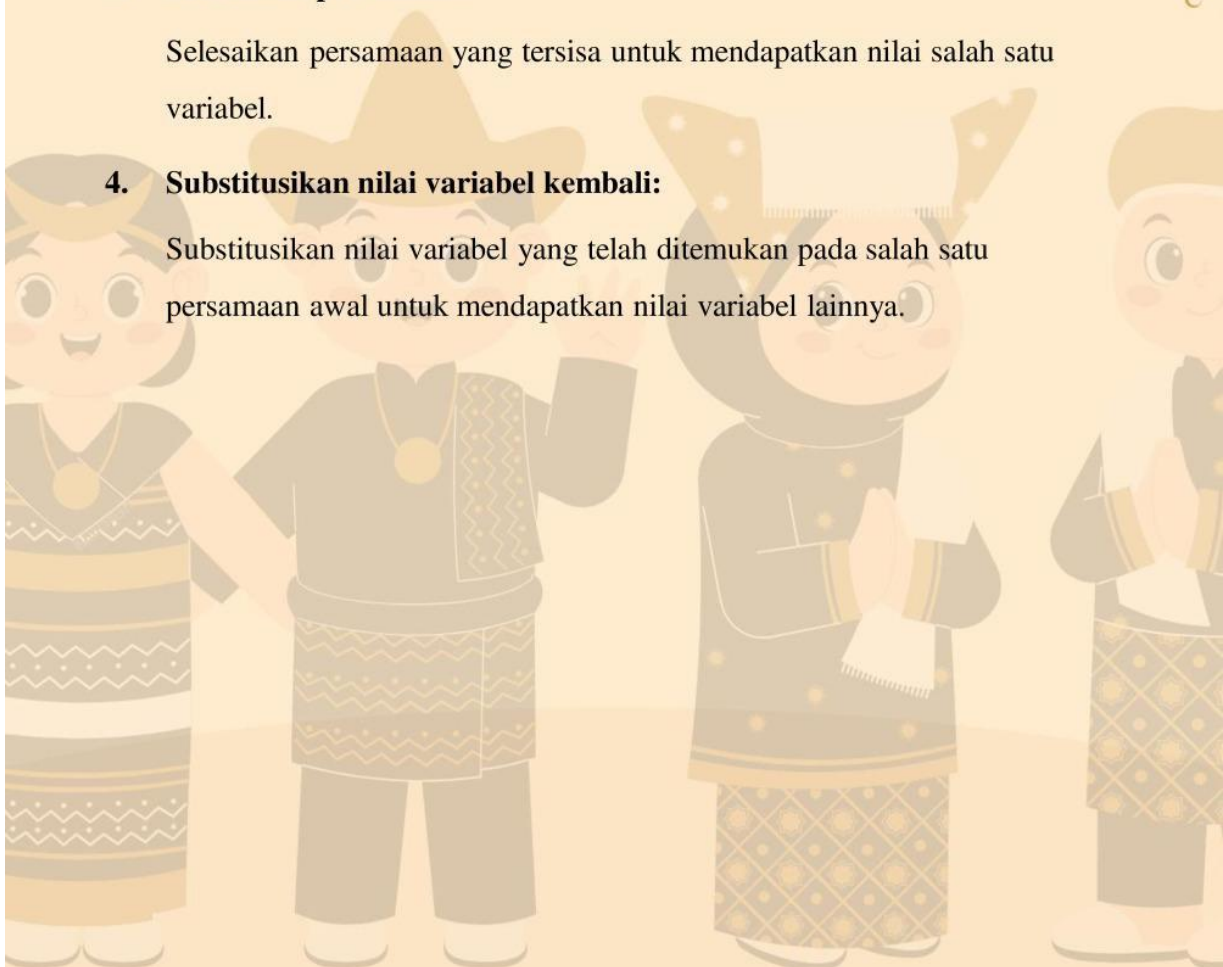 Selesaikan persamaan yang tersisa untuk mendapatkan nilai salah satu
variabel.
4. Substitusikan nilai variabel kembali:
Substitusikan nilai variabel yang telah ditemukan pada salah satu
persamaan awal untuk mendapatkan nilai variabel lainnya.